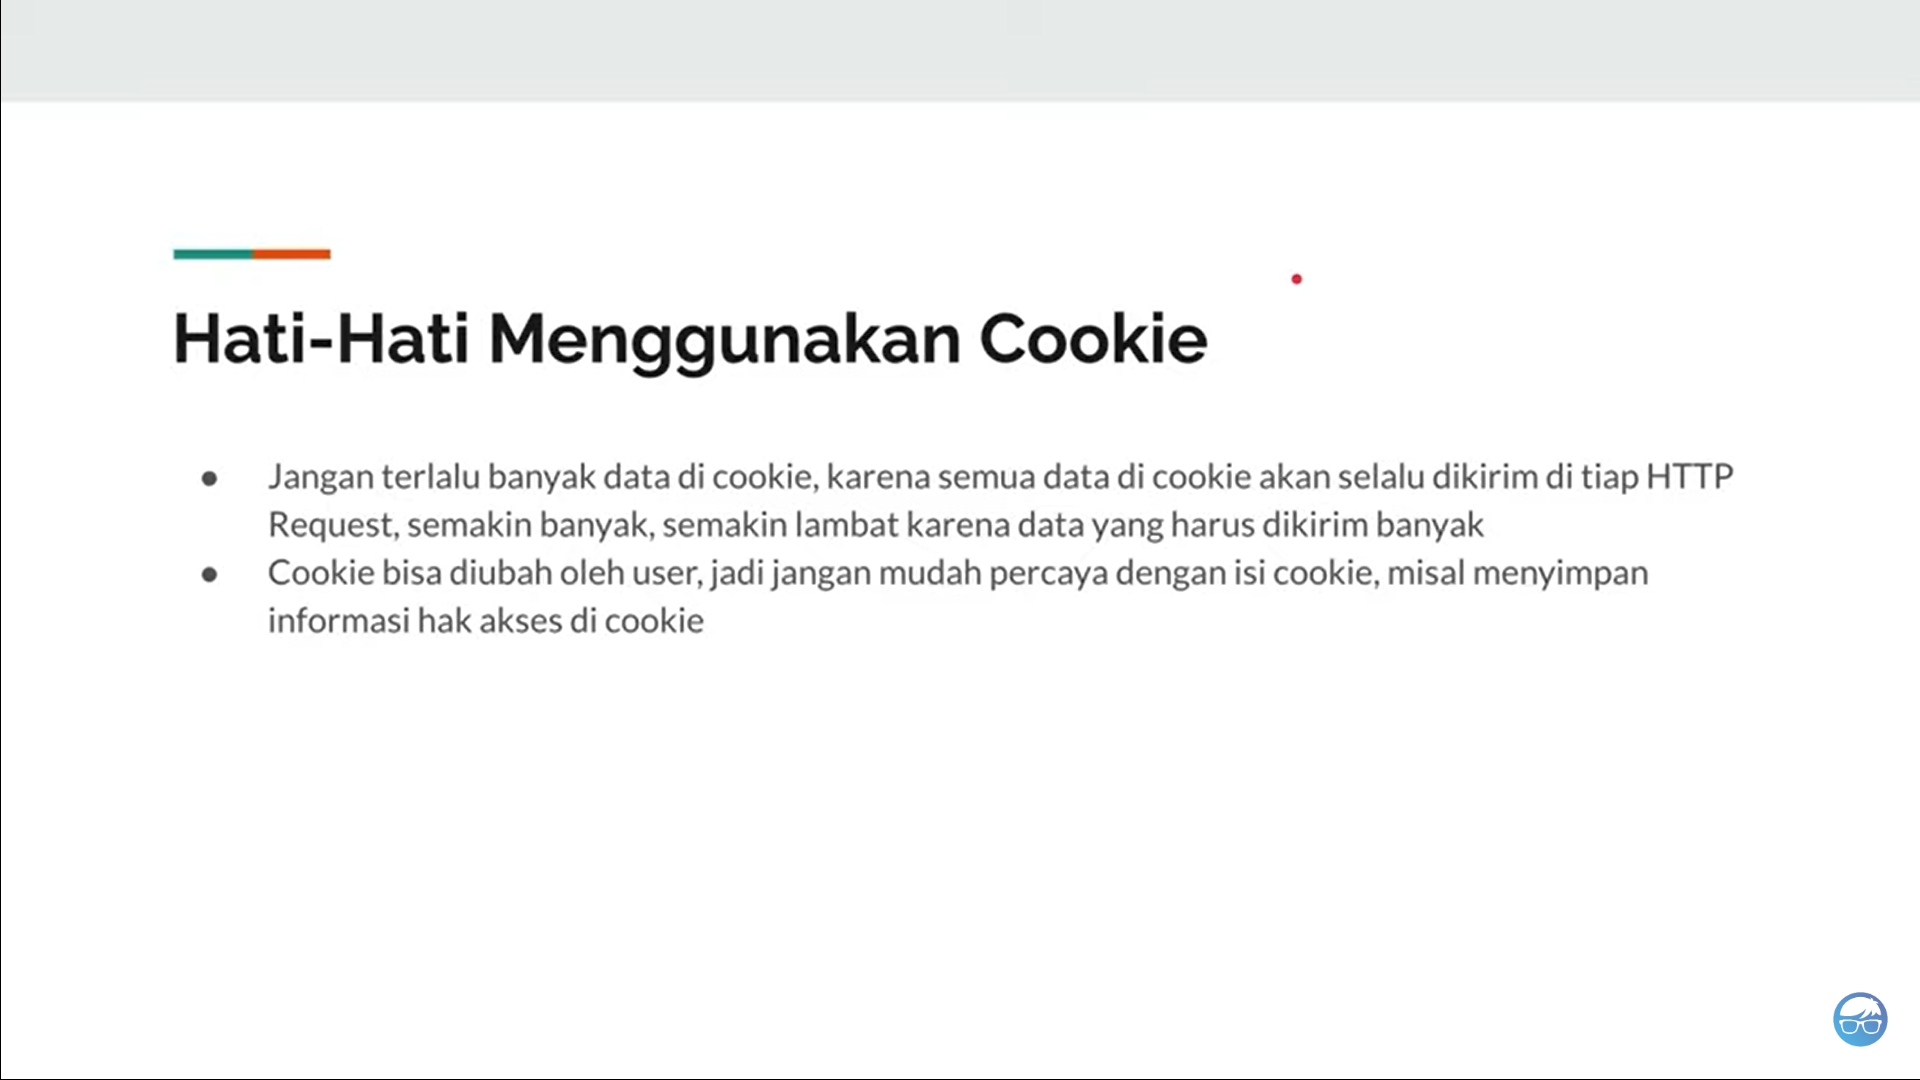 Hati-Hati Menggunakan Cookie
● Jangan terlalu banyak data di cookie, karena semua data di cookie akan selalu dikirim di tiap HTTP
Request, semakin banyak, semakin lambat karena data yang harus dikirim banyak
● Cookie bisa diubah oleh user, jadi jangan mudah percaya dengan isi cookie, misal menyimpan
informasi hak akses di cookie